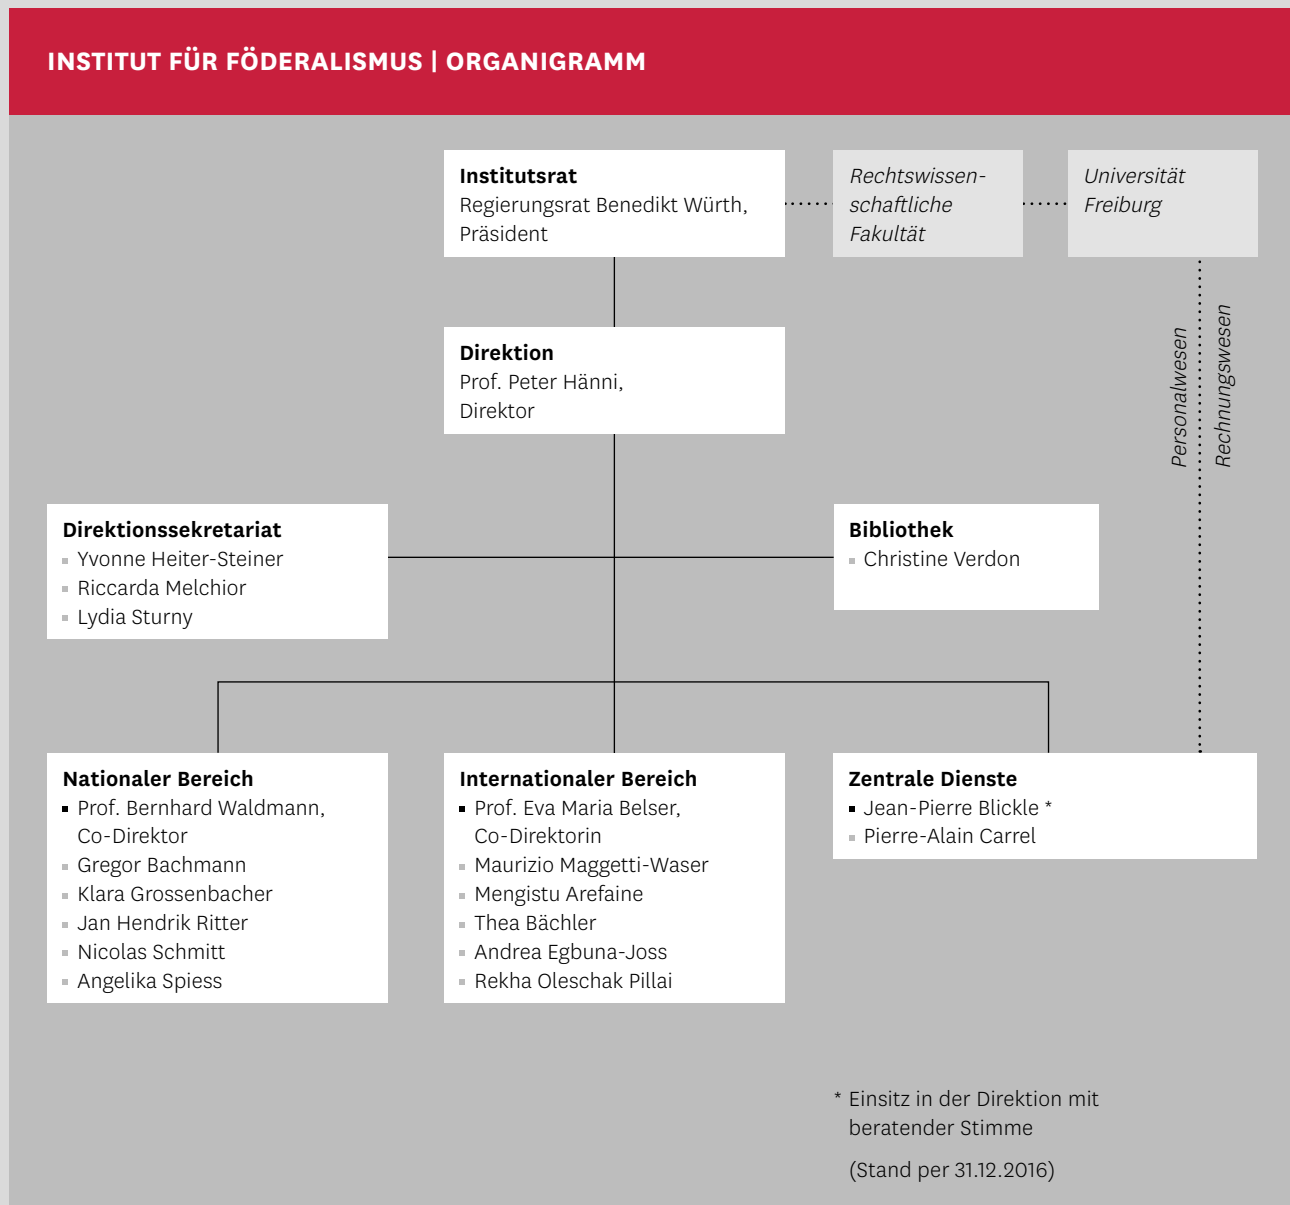 INSTITUT FÜR FÖDERALISMUS | ORGANIGRAMM
Institutsrat
Regierungsrat Benedikt Würth,
Präsident
Rechtswissen-
schaftliche
Fakultät
Universität
Freiburg
Direktion
Prof. Peter Hänni,
Direktor
Personalwesen
Rechnungswesen
Direktionssekretariat
Yvonne Heiter-Steiner
Riccarda Melchior
Lydia Sturny
Bibliothek
Christine Verdon
Nationaler Bereich
Prof. Bernhard Waldmann,
Co-Direktor
Gregor Bachmann
Klara Grossenbacher
Jan Hendrik Ritter
Nicolas Schmitt
Angelika Spiess
Internationaler Bereich
Prof. Eva Maria Belser,
Co-Direktorin
Maurizio Maggetti-Waser
Mengistu Arefaine
Thea Bächler
Andrea Egbuna-Joss
Rekha Oleschak Pillai
Zentrale Dienste
Jean-Pierre Blickle *
Pierre-Alain Carrel
* Einsitz in der Direktion mit
beratender Stimme
(Stand per 31.12.2016)